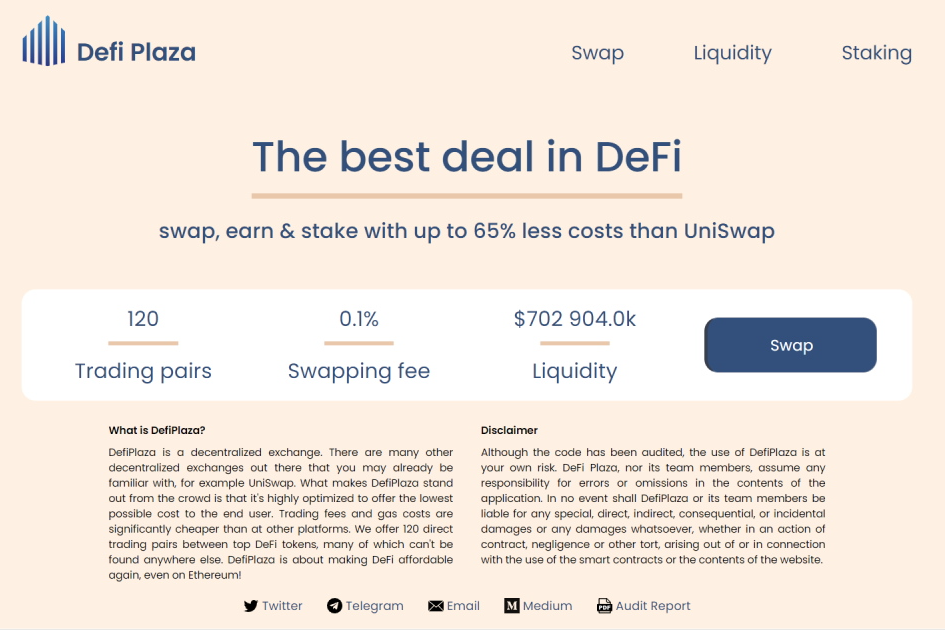 Defi Plaza
Swap
Liquidity
Staking
The best deal in DeFi
swap, earn & stake with up to 65% less costs than UniSwap
120
Trading pairs
0.1%
Swapping fee
$702 904.0k
Liquidity
Swap
What is DefiPlaza?
DefiPlaza is a decentralized exchange. There are many other
decentralized exchanges out there that you may already be
familiar with, for example UniSwap. What makes DefiPlaza stand
out from the crowd is that it's highly optimized to offer the lowest
possible cost to the end user. Trading fees and gas costs are
significantly cheaper than at other platforms. We offer 120 direct
trading pairs between top DeFi tokens, many of which can't be
found anywhere else. DefiPlaza is about making DeFi affordable
again, even on Ethereum!
Disclaimer
Although the code has been audited, the use of DefiPlaza is at
your own risk. DeFi Plaza, nor its team members, assume any
responsibility for errors or omissions in the contents of the
application. In no event shall DefiPlaza or its team members be
liable for any special, direct, indirect, consequential, or incidental
damages or any damages whatsoever, whether in an action of
contract, negligence or other tort, arising out of or in connection
with the use of the smart contracts or the contents of the website.
Twitter
Telegram
Email
M Medium
PDF Audit Report